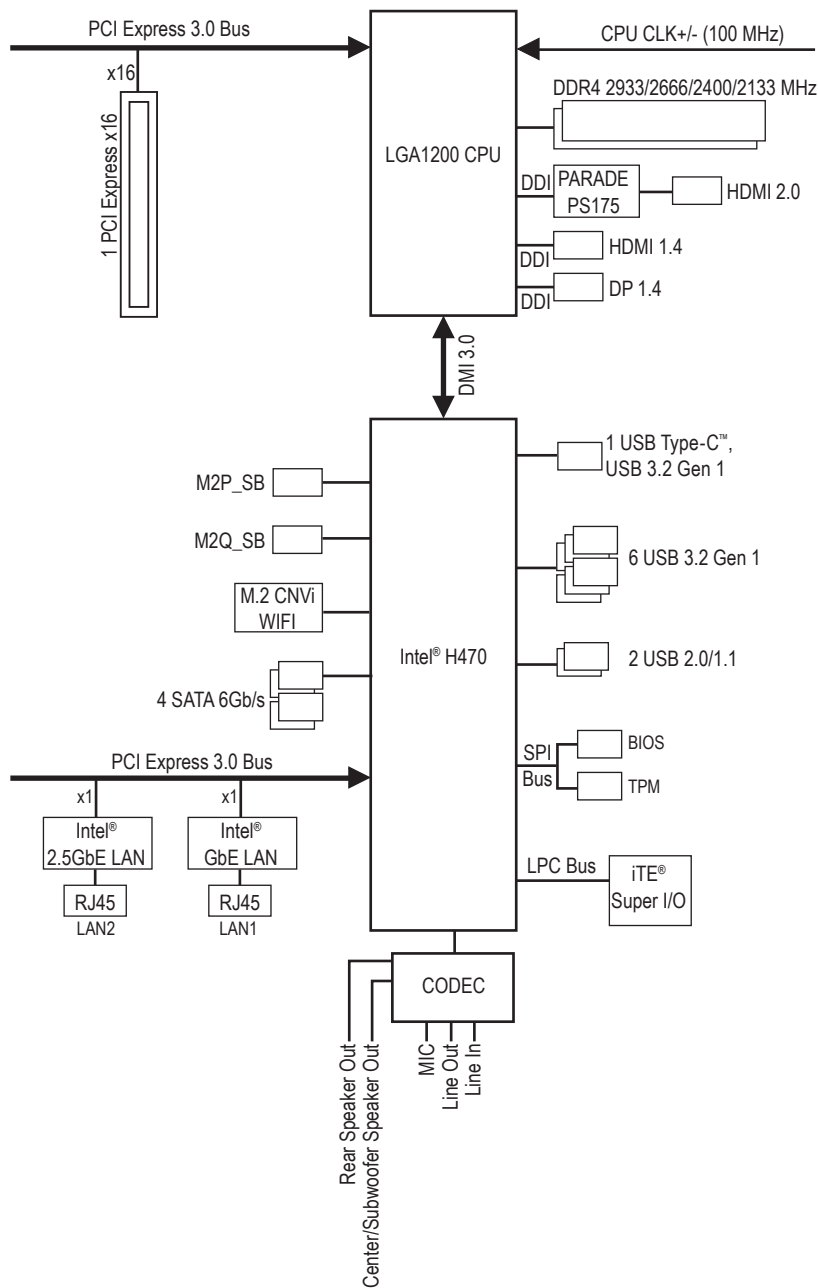 PCI Express 3.0 Bus
CPU CLK+/- (100 MHz)
x16
DDR4 2933/2666/2400/2133 MHz
1 PCI Express x16
LGA1200 CPU
DDI
PARADE
PS175
HDMI 2.0
HDMI 1.4
DDI
DP 1.4
DDI
DMI 3.0
1 USB Type-C™,
USB 3.2 Gen 1
M2P_SB
M2Q_SB
6 USB 3.2 Gen 1
M.2 CNVi
WIFI
Intel® H470
2 USB 2.0/1.1
4 SATA 6Gb/s
PCI Express 3.0 Bus
SPI
Bus
BIOS
TPM
x1
x1
Intel®
2.5GbE LAN
Intel®
GbE LAN
LPC Bus
iTE®
Super I/O
RJ45
RJ45
LAN2
LAN1
CODEC
Rear Speaker Out
Center/Subwoofer Speaker Out
MIC
Line Out
Line In